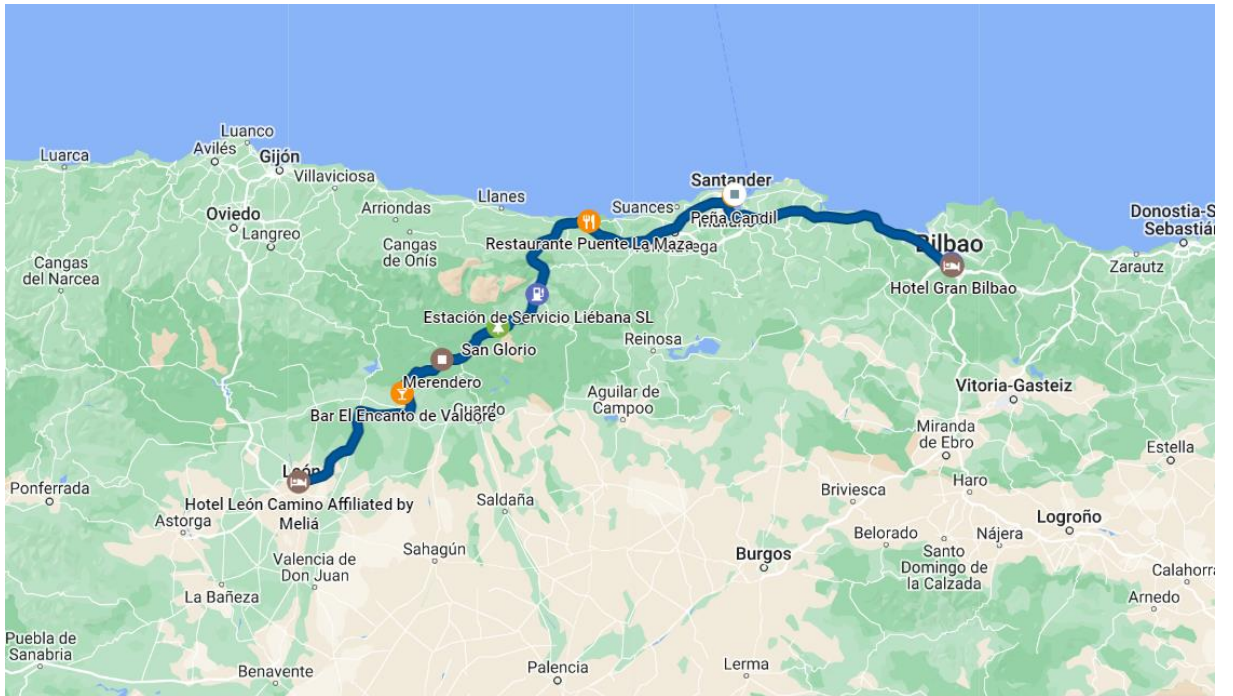 Luanco
Avilés
Gijón
Luarca
Villaviciosa
Llanes
Suances
Santander
Peña Candil
Oviedo
Langreo
Arriondas
Cangas
de Onís
Restaurante Puente La Maza
Bilbao
Hotel Gran Bilbao
Donostia-S
Sebastiá
Zarautz
Cangas
del Narcea
Estación de Servicio Liébana SL
San Glorio
Reinosa
Merendero
Bar El Encanto de Valdoré
Guardo
Aguilar de
Campoo
Vitoria-Gasteiz
Miranda
de Ebro
Estella
León
Ponferrada
Hotel León Camino Affiliated by
Meliá
Astorga
Saldaña
Briviesca
Haro
Logroño
Belorado
Nájera
Santo
Domingo de
la Calzada
Calahorr
Arnedo
Sahagún
Valencia de
Don Juan
Burgos
La Bañeza
Puebla de
Sanabria
Benavente
Palencia
Lerma